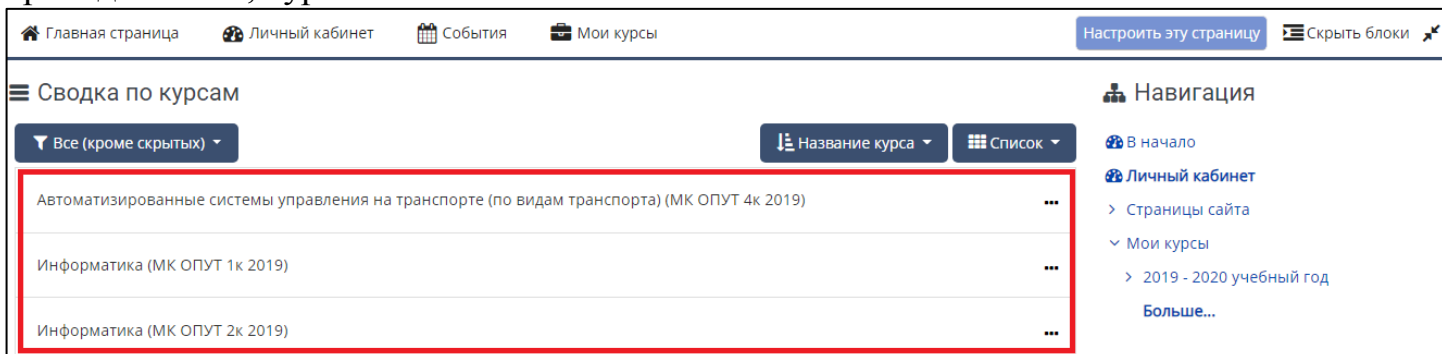 Главная страница Личный кабинет События Мои курсы Настроить эту страницу Скрыть блоки
Сводка по курсам
Все (кроме скрытых) Название курса Список
Автоматизированные системы управления на транспорте (по видам транспорта) (МК ОПУТ 4к 2019)
Информатика (МК ОПУТ 1к 2019)
Информатика (МК ОПУТ 2к 2019)
Навигация
В начало
Личный кабинет
Страницы сайта
Мои курсы
2019 - 2020 учебный год
Больше...